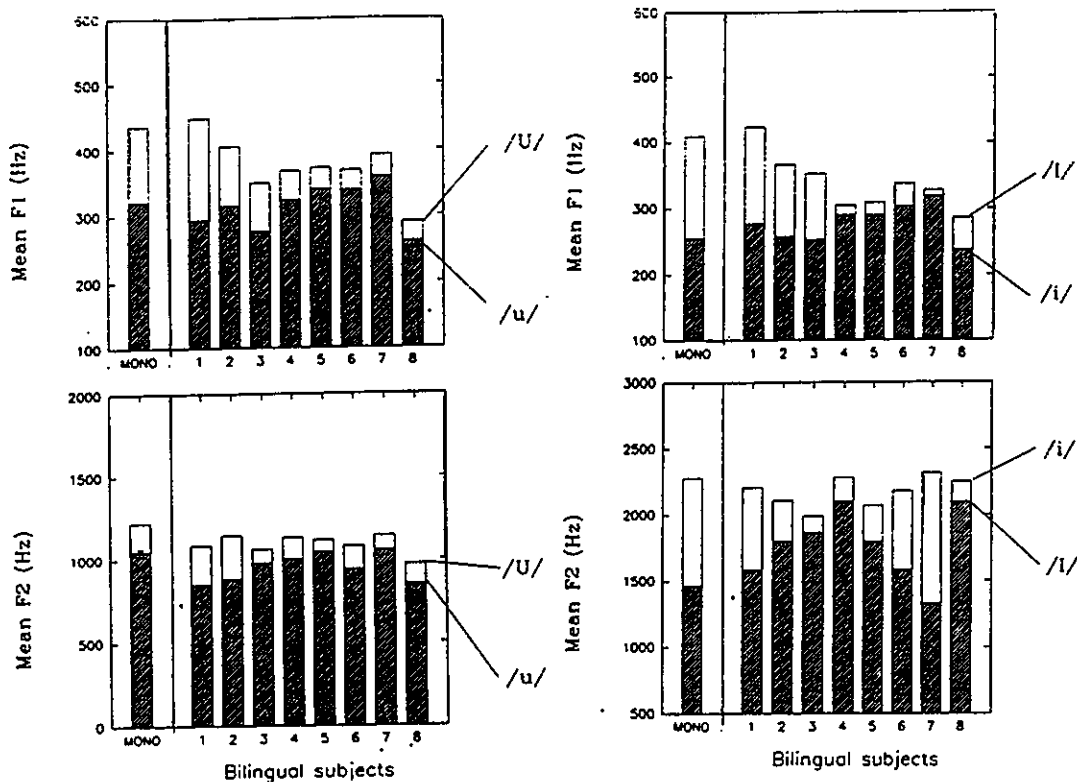 600
500
400
300
200
100
Mean F1 (Hz)
MONO 1 2 3 4 5 6 7 8
/U/
/u/
600
500
400
300
200
100
Mean F1 (Hz)
MONO 1 2 3 4 5 6 7 8
/I/
/i/
2000
1500
1000
500
0
Mean F2 (Hz)
MONO 1 2 3 4 5 6 7 8
Bilingual subjects
/U/
/u/
3000
2500
2000
1500
1000
500
Mean F2 (Hz)
MONO 1 2 3 4 5 6 7 8
Bilingual subjects
/i/
/I/